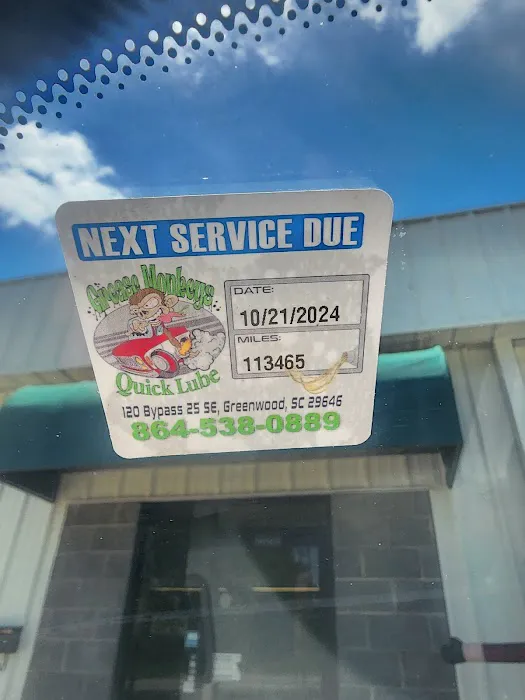 NEXT SERVICE DUE
Grease Monkeys
Quick Lube
DATE:
10/21/2024
MILES:
113465
120 Bypass 25 SE, Greenwood, SC 29646
864-538-0889